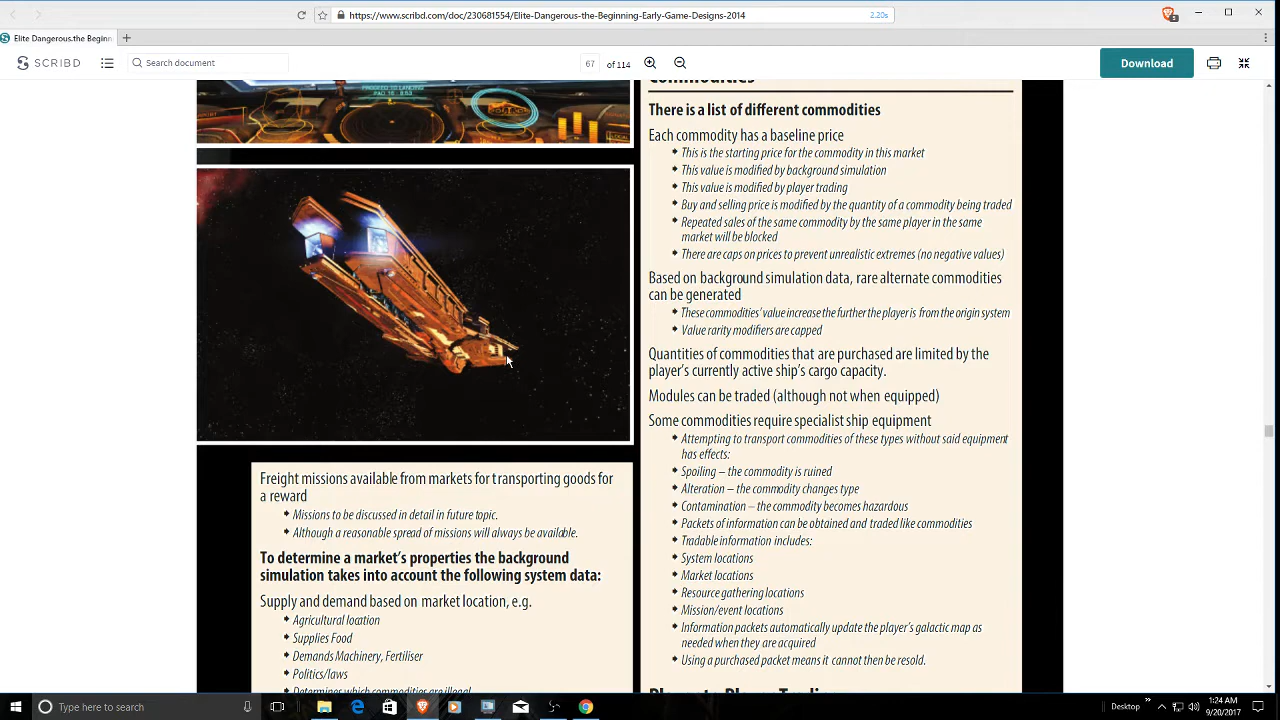 https://www.scribd.com/doc/230681554/Elite-Dangerous-the-Beginning-Early-Game-Designs-2014
2.20s
Elite Dangerous.the Beginn
SCRIBD
Search document
67
of 114
Download
Freight missions available from markets for transporting goods for
a reward
Missions to be discussed in detail in future topic.
Although a reasonable spread of missions will always be available.
To determine a market's properties the background
simulation takes into account the following system data:
Supply and demand based on market location, e.g.
Agricultural location
Supplies Food
Demands Machinery, Fertiliser
Politics/laws
Determines which commodities are illegal
Commodities
There is a list of different commodities
Each commodity has a baseline price
This is the starting price for the commodity in this market
This value is modified by background simulation
This value is modified by player trading
Buy and selling price is modified by the quantity of a commodity being traded
Repeated sales of the same commodity by the same player in the same
market will be blocked
There are caps on prices to prevent unrealistic extremes (no negative values)
Based on background simulation data, rare alternate commodities
can be generated
These commodities' value increase the further the player is from the origin system
Value rarity modifiers are capped
Quantities of commodities that are purchased are limited by the
player's currently active ship's cargo capacity.
Modules can be traded (although not when equipped)
Some commodities require specialist ship equipment
Attempting to transport commodities of these types without said equipment
has effects:
Spoiling – the commodity is ruined
Alteration – the commodity changes type
Contamination – the commodity becomes hazardous
Packets of information can be obtained and traded like commodities
Tradable information includes:
System locations
Market locations
Resource gathering locations
Mission/event locations
Information packets automatically update the player's galactic map as
needed when they are acquired
Using a purchased packet means it cannot then be resold.
Player to Player Trading
Type here to search
Desktop
1:24 AM
9/20/2017